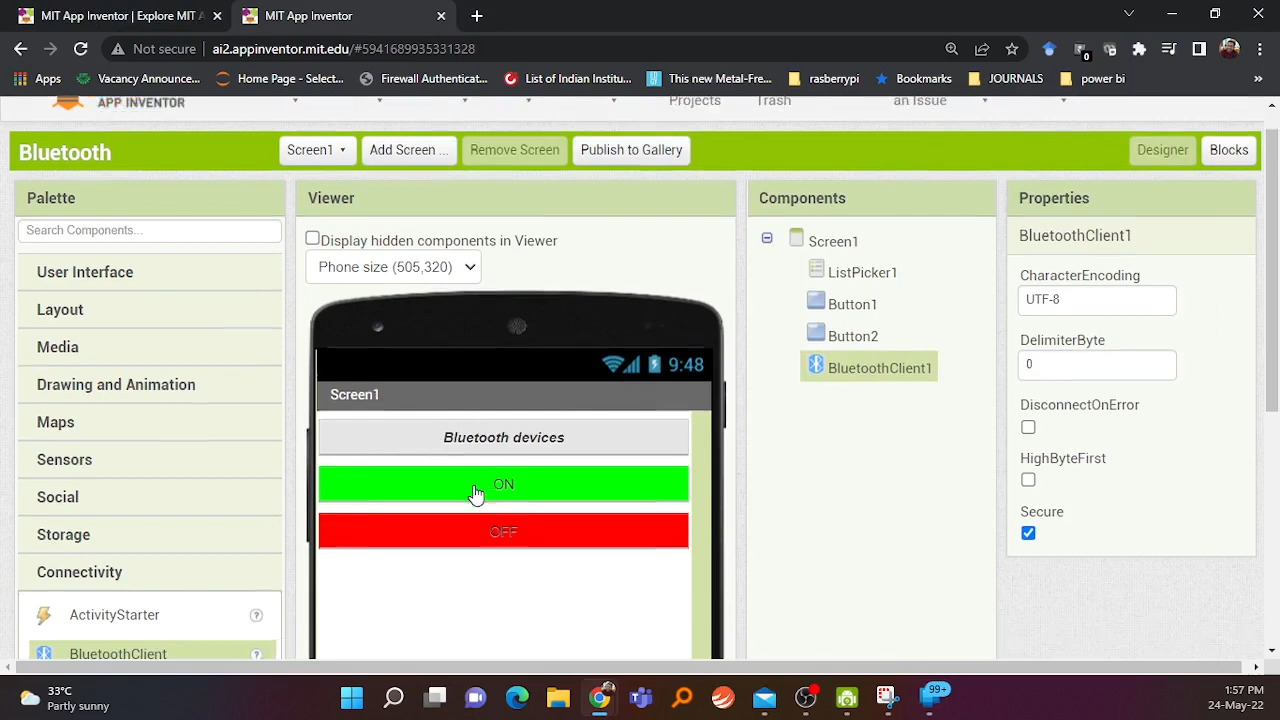 MIT App Inventor | Explore MIT A
MIT App Inventor
Not secure
ai2.appinventor.mit.edu/#5941689935331328
0
Apps
Vacancy Announce...
Home Page - Select...
Firewall Authenticat...
List of Indian Institu...
This new Metal-Fre...
rasberypi
Bookmarks
JOURNALS
power bi
»
APP INVENTOR
Projects
Trash
an Issue
Bluetooth
Screen1
Add Screen ...
Remove Screen
Publish to Gallery
Designer
Blocks
Palette
Search Components...
User Interface
Layout
Media
Drawing and Animation
Maps
Sensors
Social
Storage
Connectivity
ActivityStarter
?
BluetoothClient
?
Viewer
Display hidden components in Viewer
Phone size (505,320)
9:48
Screen1
Bluetooth devices
ON
OFF
Components
Screen1
ListPicker1
Button1
Button2
BluetoothClient1
Properties
BluetoothClient1
CharacterEncoding
UTF-8
DelimiterByte
0
DisconnectOnError
HighByteFirst
Secure
33°C
Partly sunny
99+
1:57 PM
24-May-22